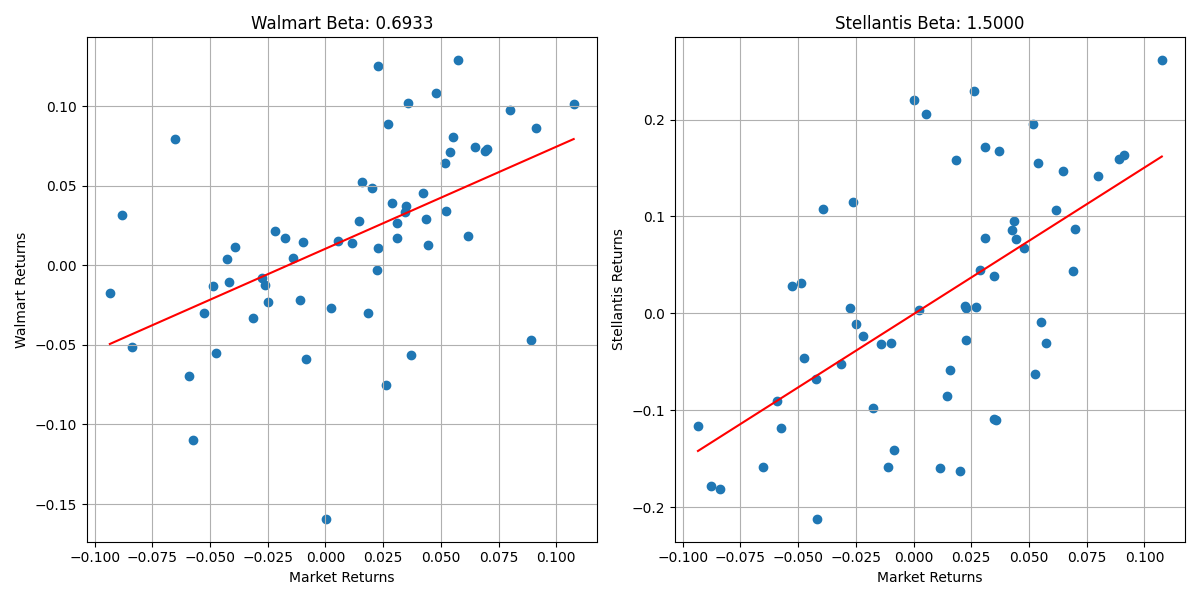 Walmart Beta: 0.6933
0.10
0.05
0.00
−0.05
−0.10
−0.15
Walmart Returns
−0.100 −0.075 −0.050 −0.025 0.000 0.025 0.050 0.075 0.100
Market Returns
Stellantis Beta: 1.5000
0.2
0.1
0.0
−0.1
−0.2
Stellantis Returns
−0.100 −0.075 −0.050 −0.025 0.000 0.025 0.050 0.075 0.100
Market Returns